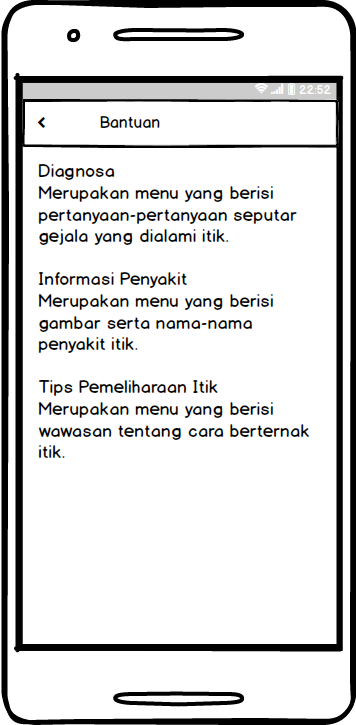 22:52
Bantuan
Diagnosa
Merupakan menu yang berisi
pertanyaan-pertanyaan seputar
gejala yang dialami itik.
Informasi Penyakit
Merupakan menu yang berisi
gambar serta nama-nama
penyakit itik.
Tips Pemeliharaan Itik
Merupakan menu yang berisi
wawasan tentang cara berternak
itik.